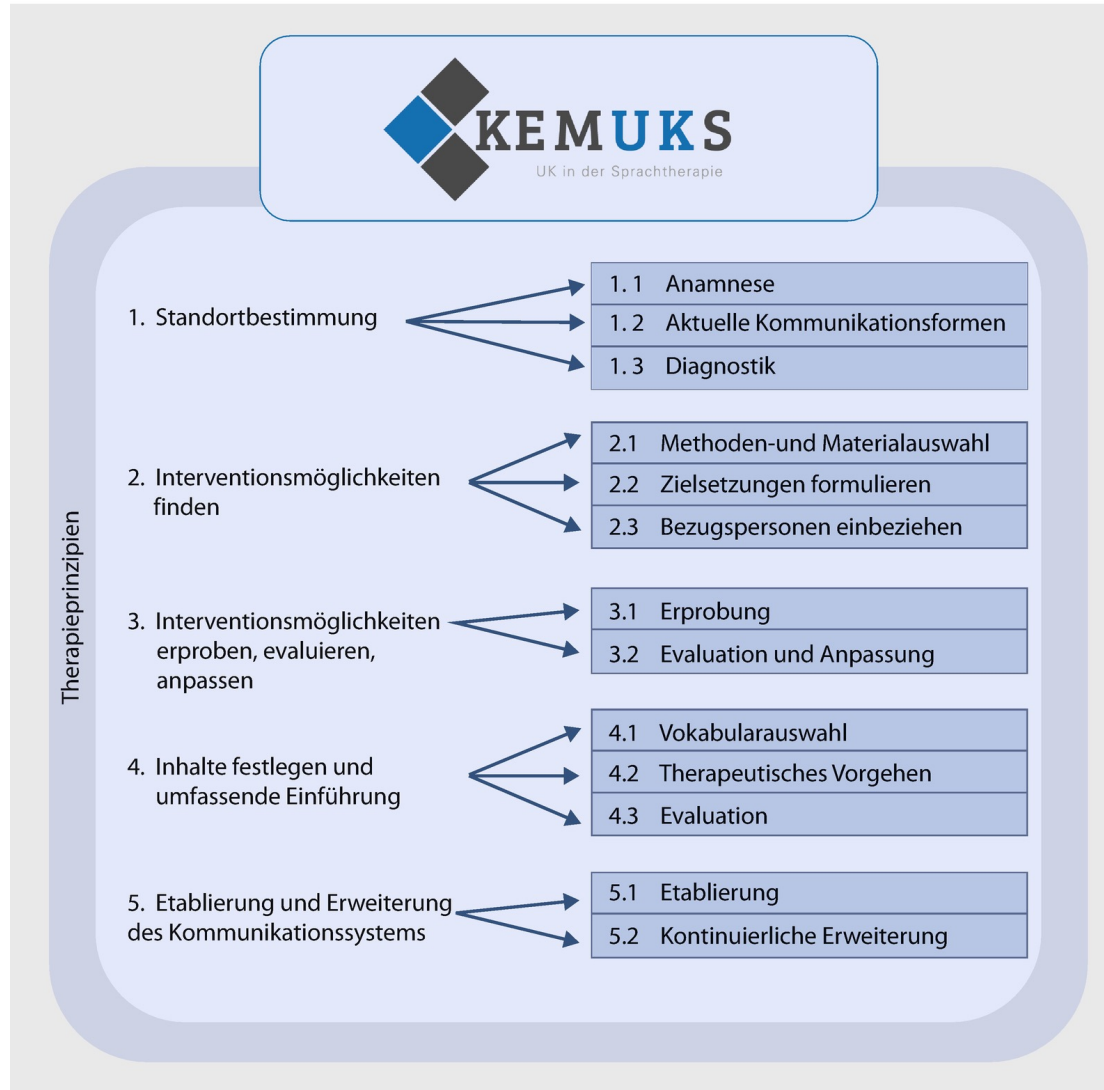 KEMUKS
UK in der Sprachtherapie
Therapieprinzipien
1. Standortbestimmung
1. 1 Anamnese
1. 2 Aktuelle Kommunikationsformen
1. 3 Diagnostik
2. Interventionsmöglichkeiten
finden
2.1 Methoden-und Materialauswahl
2.2 Zielsetzungen formulieren
2.3 Bezugspersonen einbeziehen
3. Interventionsmöglichkeiten
erproben, evaluieren,
anpassen
3.1 Erprobung
3.2 Evaluation und Anpassung
4. Inhalte festlegen und
umfassende Einführung
4.1 Vokabularauswahl
4.2 Therapeutisches Vorgehen
4.3 Evaluation
5. Etablierung und Erweiterung
des Kommunikationssystems
5.1 Etablierung
5.2 Kontinuierliche Erweiterung